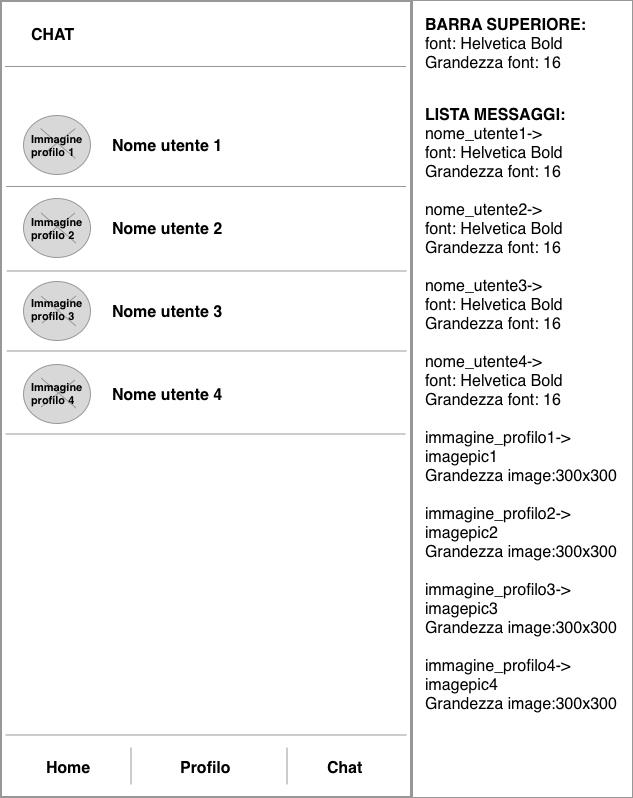 CHAT
Immagine
profilo 1
Nome utente 1
Immagine
profilo 2
Nome utente 2
Immagine
profilo 3
Nome utente 3
Immagine
profilo 4
Nome utente 4
Home
Profilo
Chat
BARRA SUPERIORE:
font: Helvetica Bold
Grandezza font: 16
LISTA MESSAGGI:
nome_utente1->
font: Helvetica Bold
Grandezza font: 16
nome_utente2->
font: Helvetica Bold
Grandezza font: 16
nome_utente3->
font: Helvetica Bold
Grandezza font: 16
nome_utente4->
font: Helvetica Bold
Grandezza font: 16
immagine_profilo1->
imagepic1
Grandezza image:300x300
immagine_profilo2->
imagepic2
Grandezza image:300x300
immagine_profilo3->
imagepic3
Grandezza image:300x300
immagine_profilo4->
imagepic4
Grandezza image:300x300